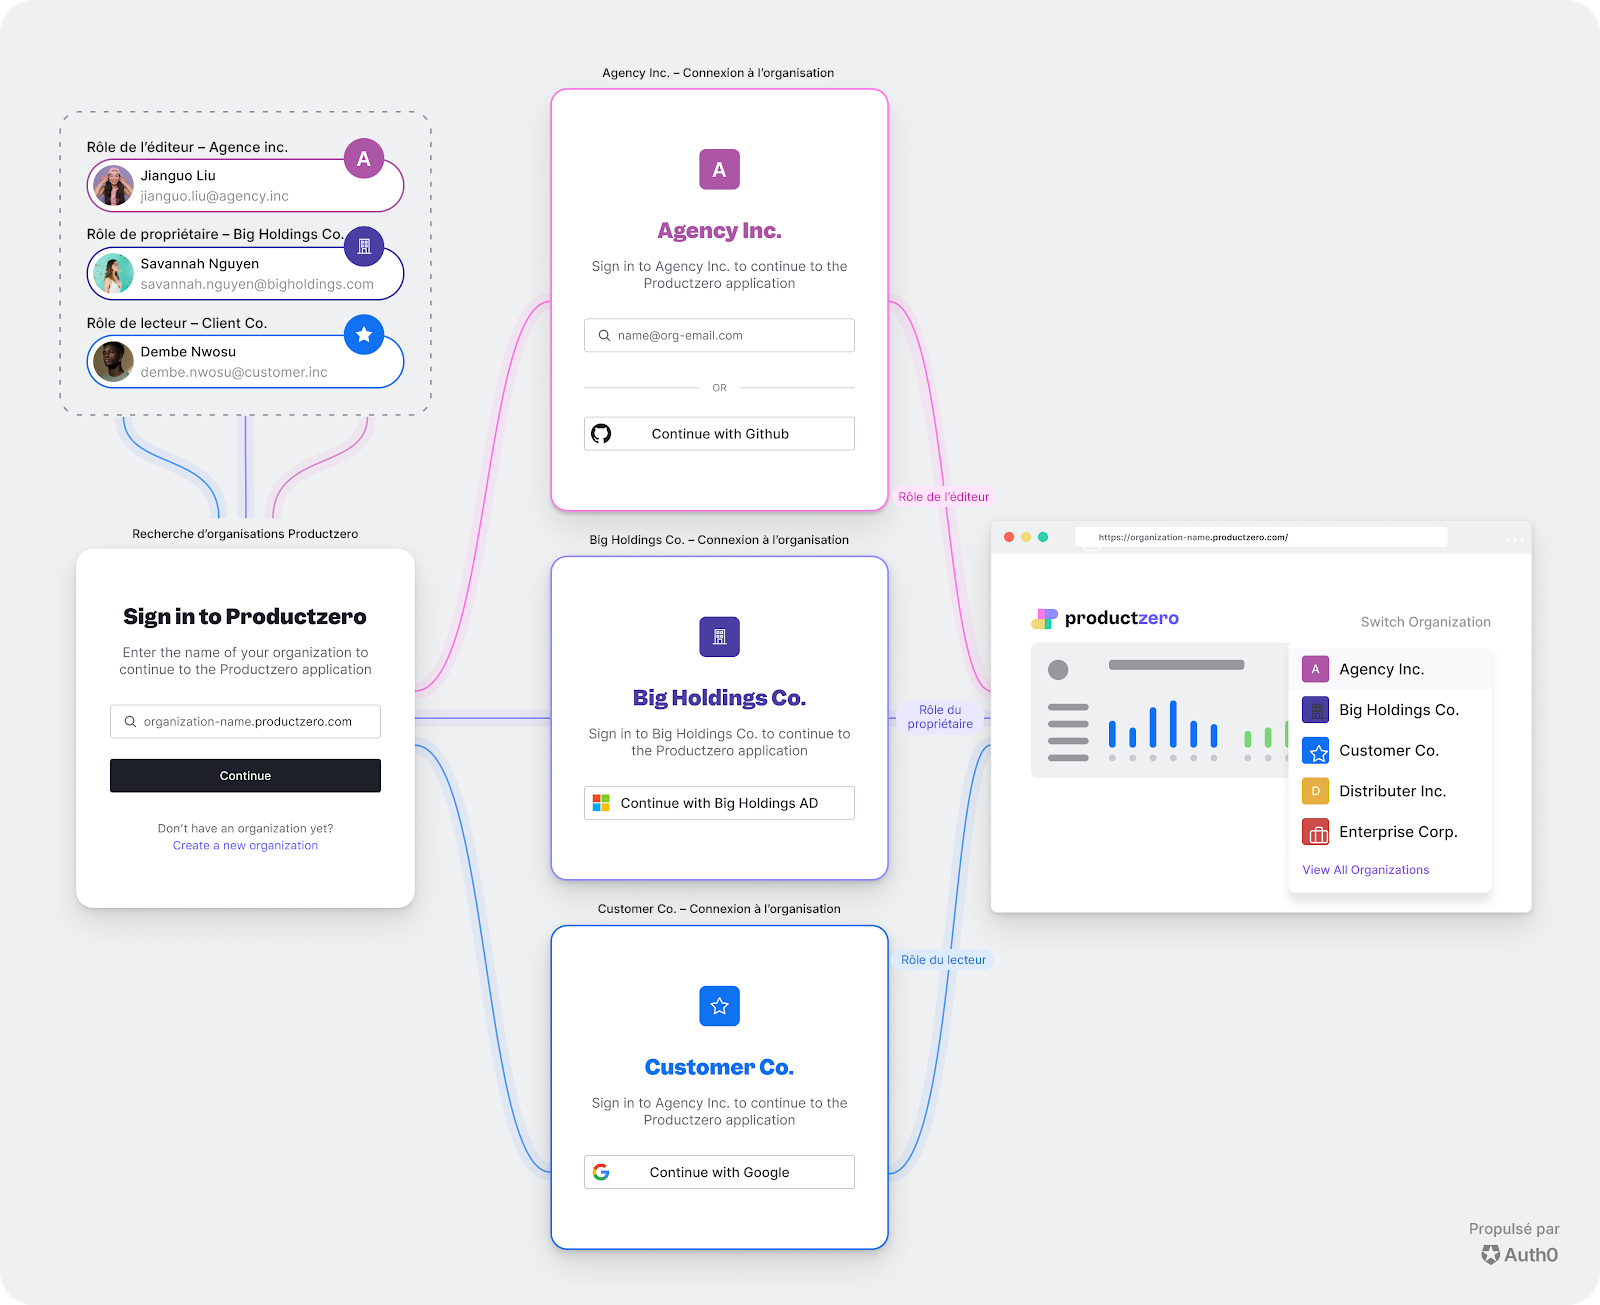 Agency Inc. – Connexion à l'organisation
Rôle de l'éditeur – Agence inc.
A
Jianguo Liu
jianguo.liu@agency.inc
Rôle de propriétaire – Big Holdings Co.
Savannah Nguyen
savannah.nguyen@bigholdings.com
Rôle de lecteur – Client Co.
Dembe Nwosu
dembe.nwosu@customer.inc
Recherche d'organisations Productzero
Sign in to Productzero
Enter the name of your organization to
continue to the Productzero application
organization-name.productzero.com
Continue
Don't have an organization yet?
Create a new organization
A
Agency Inc.
Sign in to Agency Inc. to continue to the
Productzero application
name@org-email.com
OR
Continue with Github
Rôle de l'éditeur
Big Holdings Co. – Connexion à l'organisation
Big Holdings Co.
Sign in to Big Holdings Co. to continue to
the Productzero application
Continue with Big Holdings AD
Rôle du
propriétaire
Customer Co. – Connexion à l'organisation
Customer Co.
Sign in to Agency Inc. to continue to the
Productzero application
Continue with Google
Rôle du lecteur
https://organization-name.productzero.com/
productzero
Switch Organization
A Agency Inc.
Big Holdings Co.
Customer Co.
D Distributer Inc.
Enterprise Corp.
View All Organizations
Propulsé par
Auth0